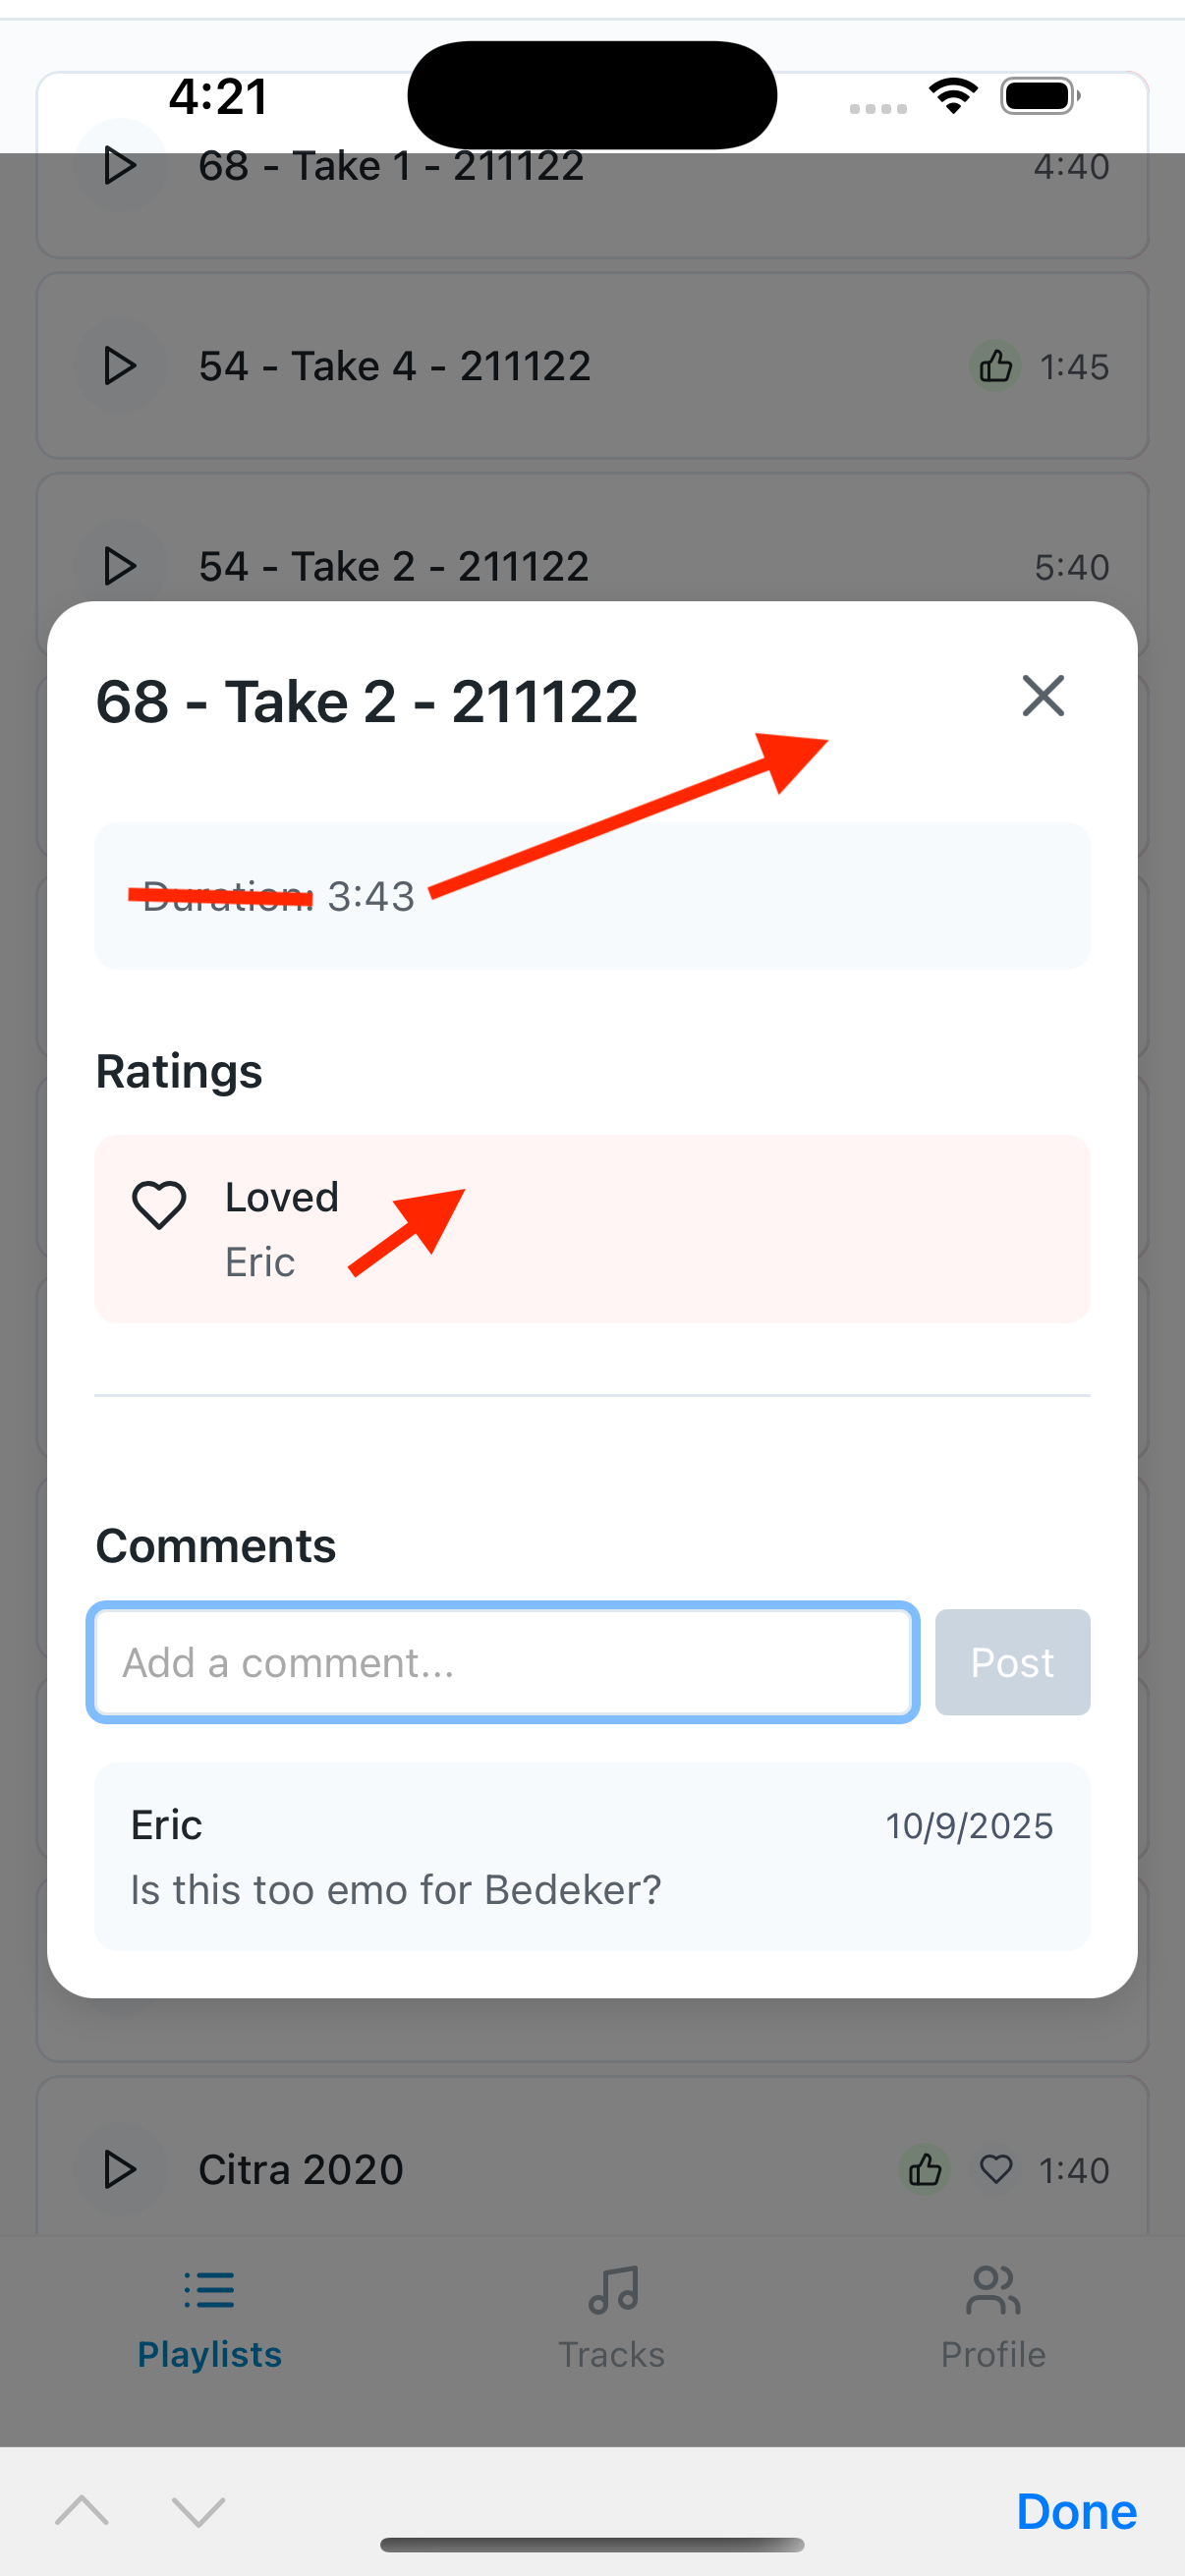 4:21
68 - Take 1 - 211122 4:40
54 - Take 4 - 211122 1:45
54 - Take 2 - 211122 5:40
68 - Take 2 - 211122
Duration: 3:43
Ratings
Loved
Eric
Comments
Add a comment... Post
Eric 10/9/2025
Is this too emo for Bedeker?
Citra 2020 1:40
Playlists Tracks Profile
Done